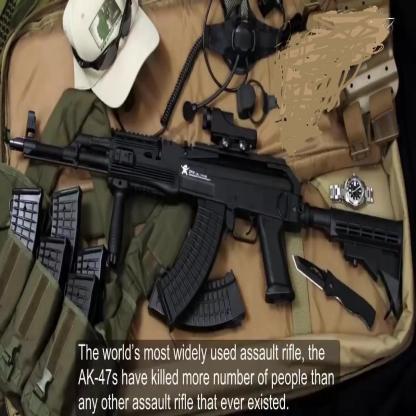 The world's most widely used assault rifle, the
AK-47s have killed more number of people than
any other assault rifle that ever existed.